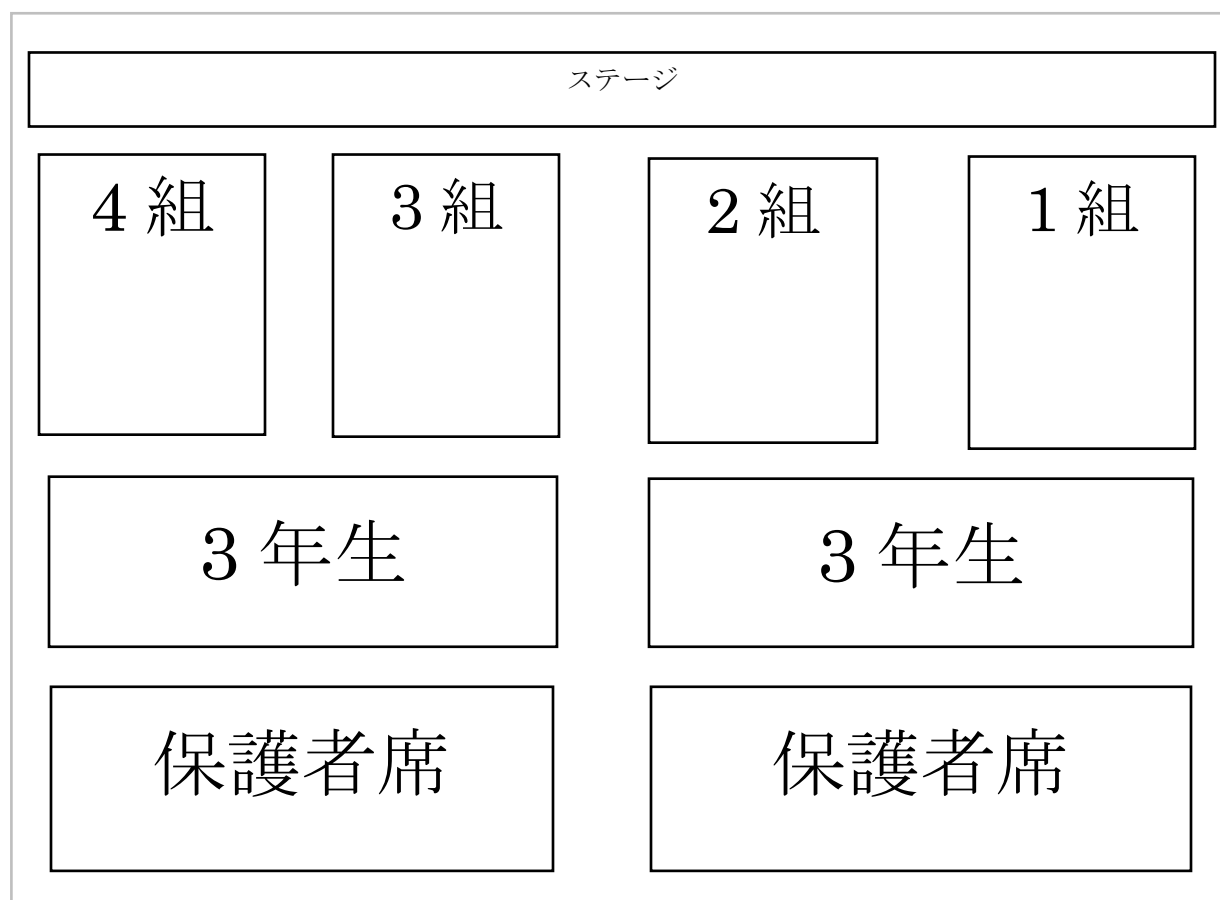 ステージ
4 組
3 組
2 組
1 組
3 年生
3 年生
保護者席
保護者席